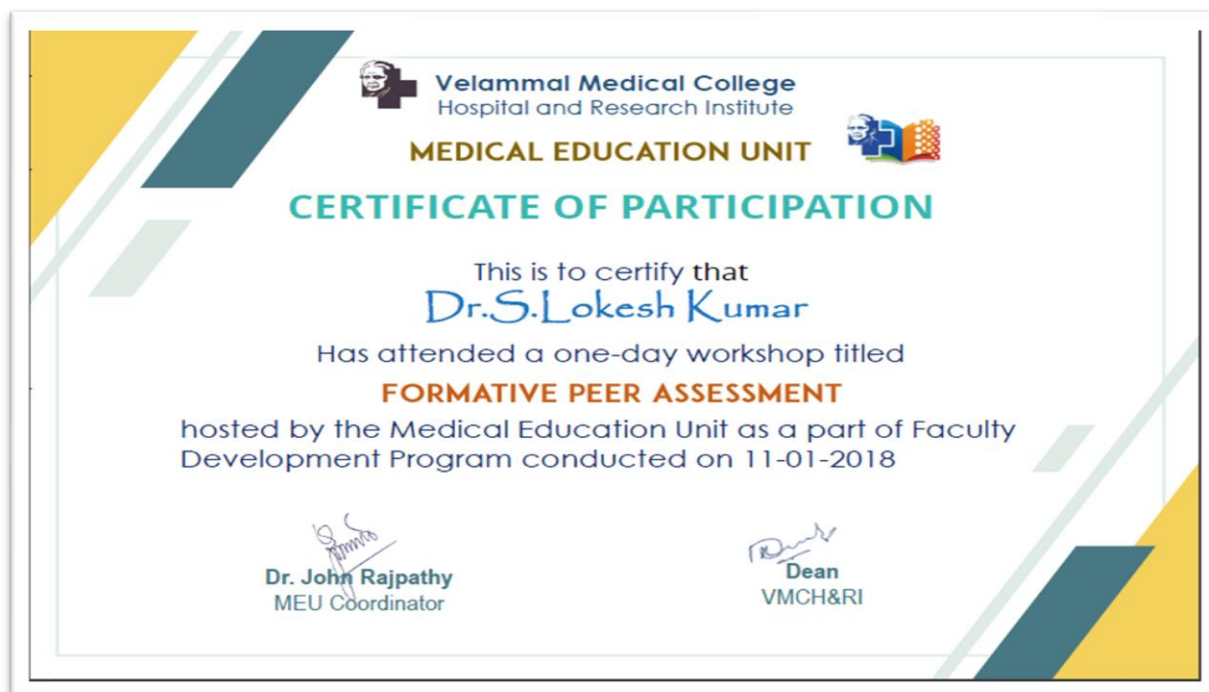 Velammal Medical College
Hospital and Research Institute
MEDICAL EDUCATION UNIT
CERTIFICATE OF PARTICIPATION
This is to certify that
Dr.S.Lokesh Kumar
Has attended a one-day workshop titled
FORMATIVE PEER ASSESSMENT
hosted by the Medical Education Unit as a part of Faculty
Development Program conducted on 11-01-2018
Dr. John Rajpathy
MEU Coordinator
Dean
VMCH&RI